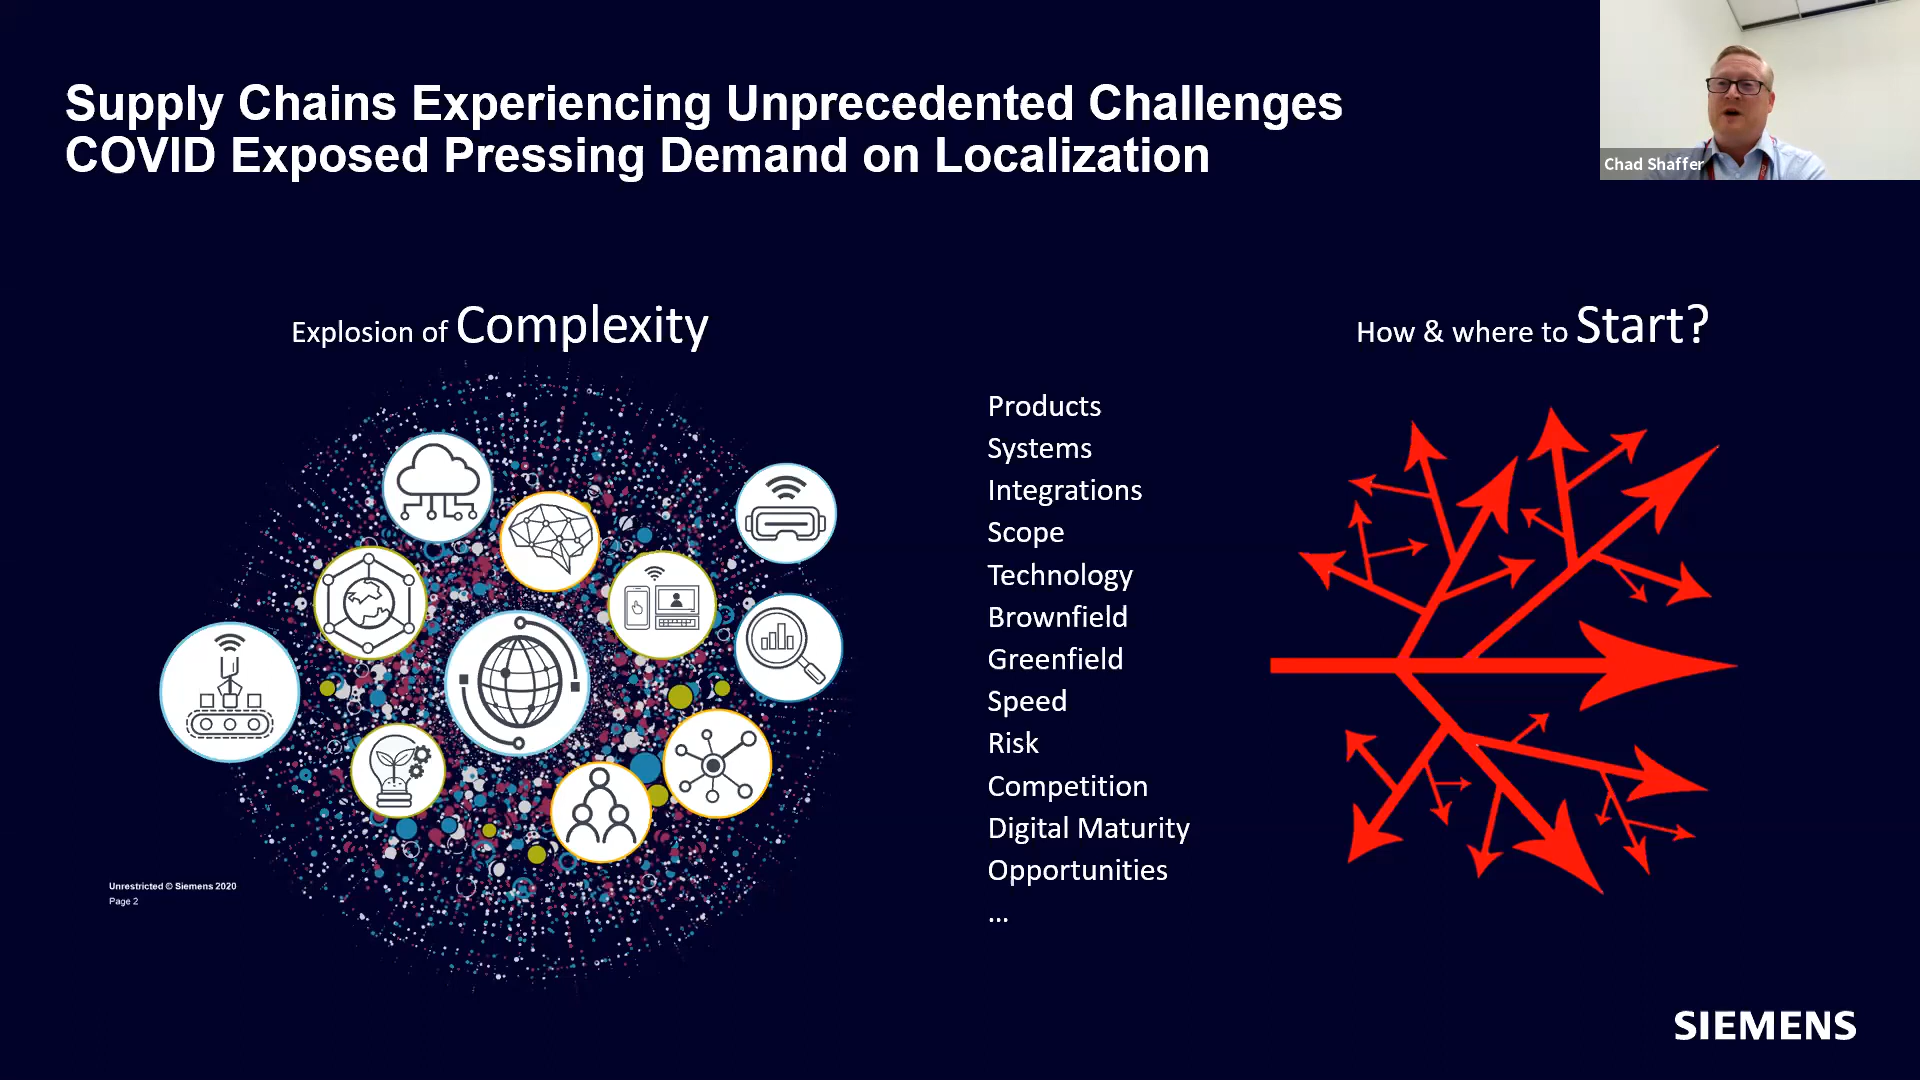 Supply Chains Experiencing Unprecedented Challenges
COVID Exposed Pressing Demand on Localization
Chad Shaffer
Explosion of Complexity
How & where to Start?
Products
Systems
Integrations
Scope
Technology
Brownfield
Greenfield
Speed
Risk
Competition
Digital Maturity
Opportunities
...
Unrestricted © Siemens 2020
Page 2
SIEMENS